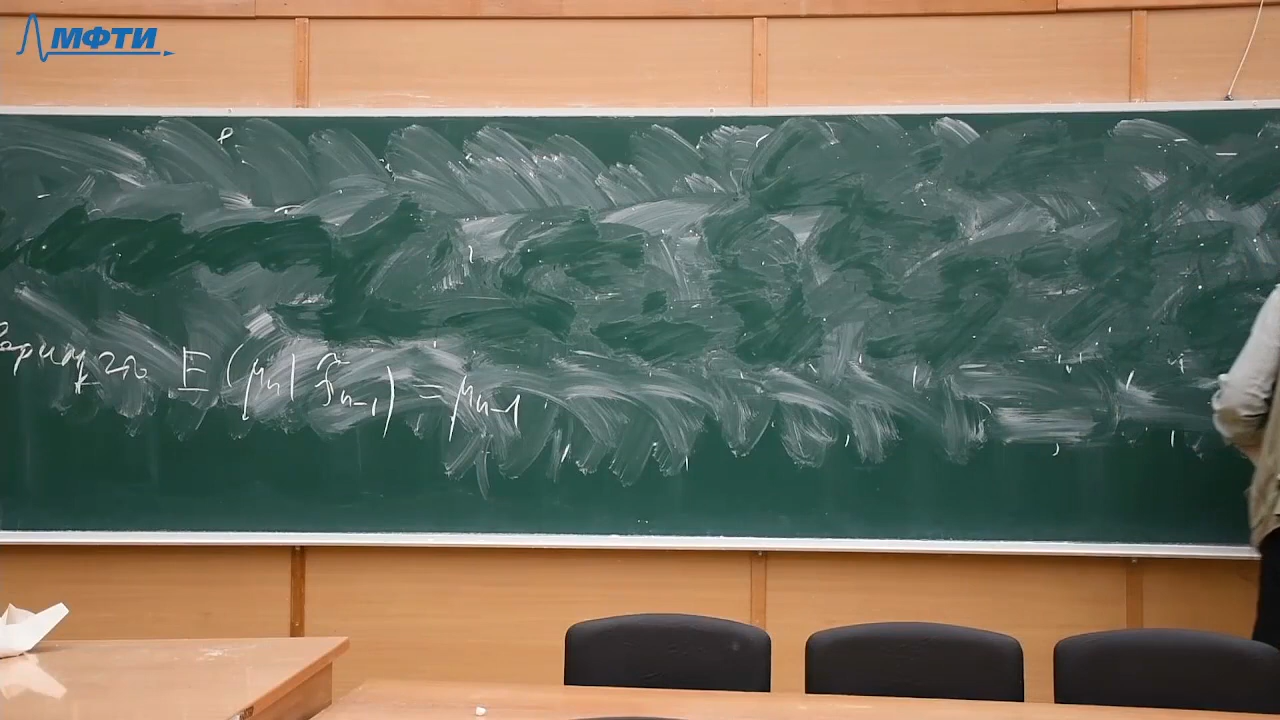 МФТИ
E(μn | ℱn-1) = μn-1